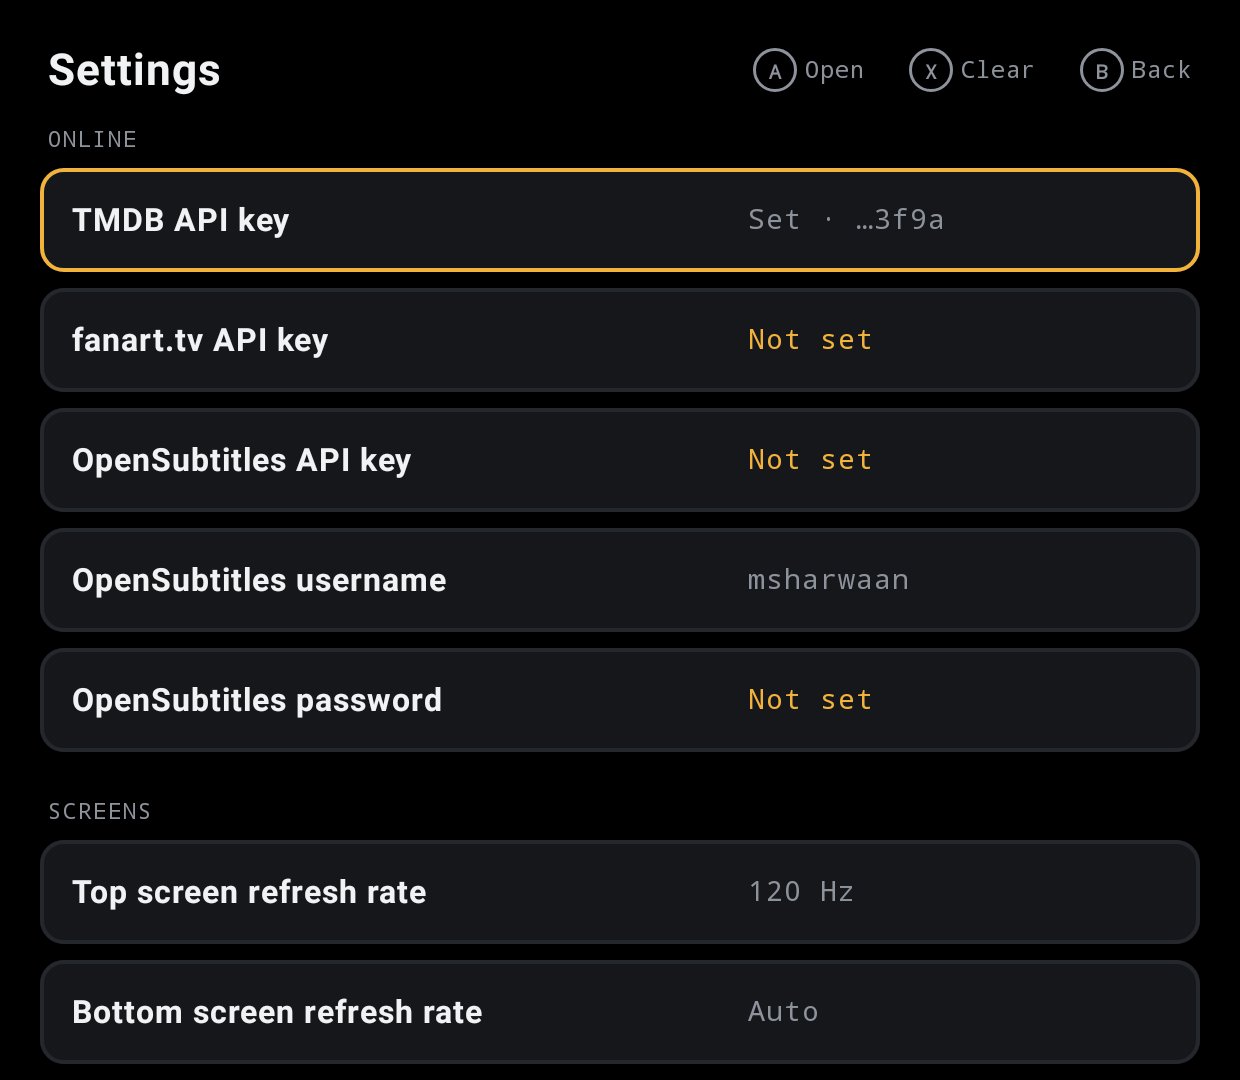 Settings
A Open X Clear B Back
ONLINE
TMDB API key Set · …3f9a
fanart.tv API key Not set
OpenSubtitles API key Not set
OpenSubtitles username msharwaan
OpenSubtitles password Not set
SCREENS
Top screen refresh rate 120 Hz
Bottom screen refresh rate Auto